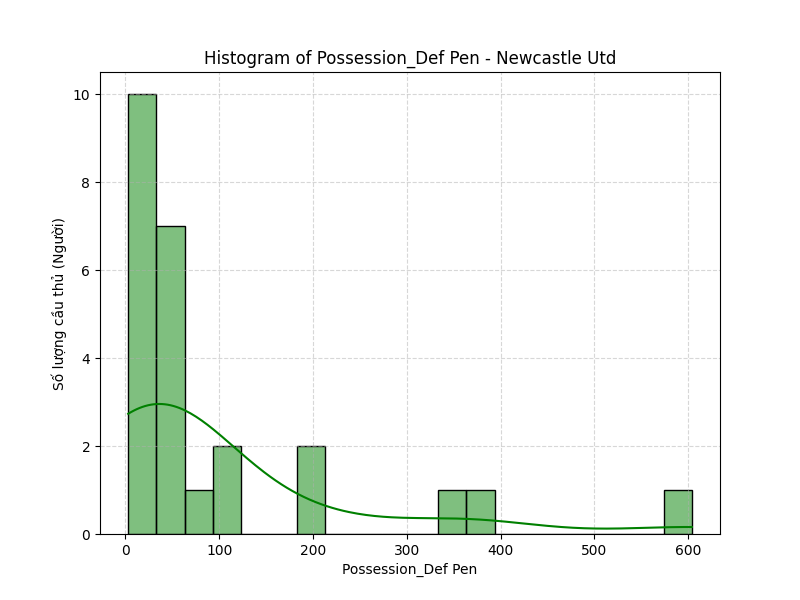 Histogram of Possession_Def Pen - Newcastle Utd
10
8
6
4
2
0
Số lượng cầu thủ (Người)
0 100 200 300 400 500 600
Possession_Def Pen